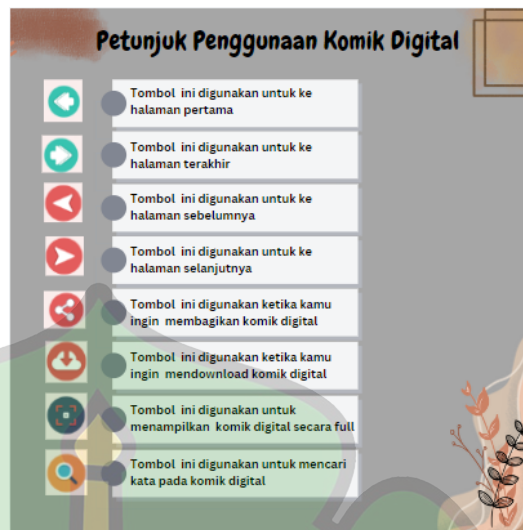 Petunjuk Penggunaan Komik Digital
Tombol ini digunakan untuk ke
halaman pertama
Tombol ini digunakan untuk ke
halaman terakhir
Tombol ini digunakan untuk ke
halaman sebelumnya
Tombol ini digunakan untuk ke
halaman selanjutnya
Tombol ini digunakan ketika kamu
ingin membagikan komik digital
Tombol ini digunakan ketika kamu
ingin mendownload komik digital
Tombol ini digunakan untuk
menampilkan komik digital secara full
Tombol ini digunakan untuk mencari
kata pada komik digital